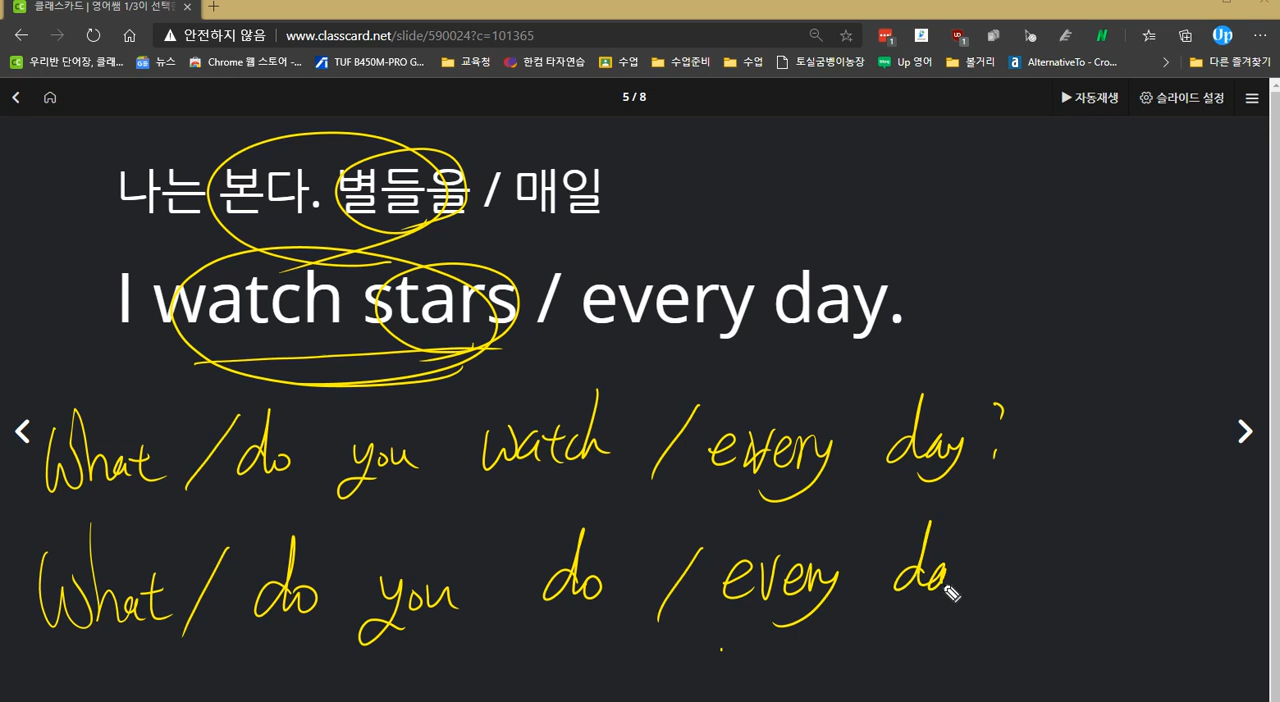 클래스카드 | 영어쌤 1/3이 선택
안전하지 않음 www.classcard.net/slide/590024?c=101365
우리반 단어장, 클래... 뉴스 Chrome 웹 스토어 -... TUF B450M-PRO G... 교육청 한컴 타자연습 수업 수업준비 수업 토실굼벵이농장 Up 영어 볼거리 AlternativeTo - Cro... 다른 즐겨찾기
5 / 8 자동재생 슬라이드 설정
나는 본다. 별들을 / 매일
I watch stars / every day.
What / do you watch / every day?
What / do you do / every da